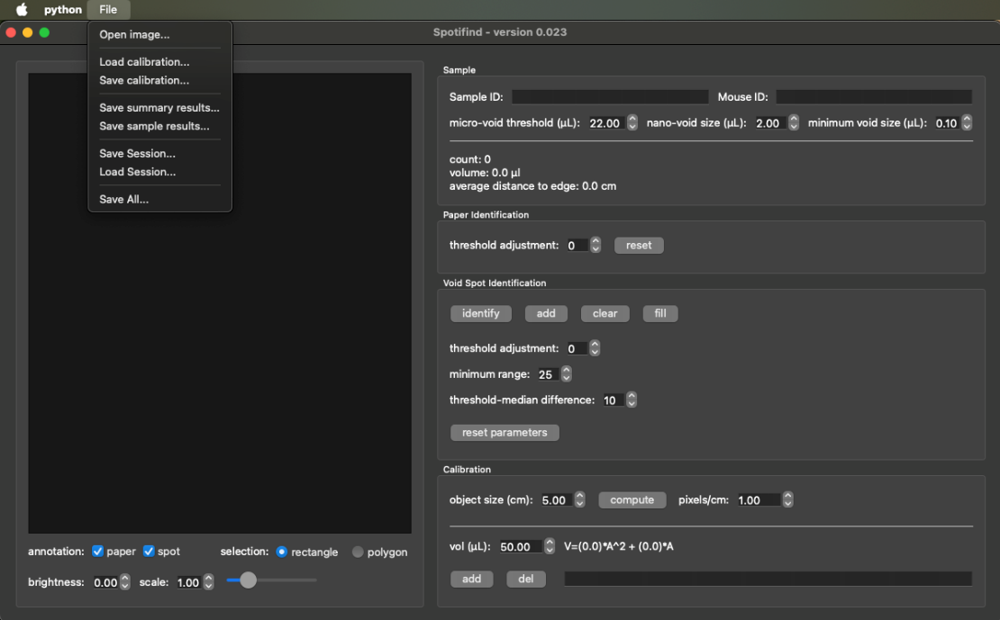 python File
Spotifind - version 0.023
Open image...
Load calibration...
Save calibration...
Save summary results...
Save sample results...
Save Session...
Load Session...
Save All...
annotation: paper spot selection: rectangle polygon
brightness: 0.00 scale: 1.00
Sample
Sample ID: Mouse ID:
micro-void threshold (µL): 22.00 nano-void size (µL): 2.00 minimum void size (µL): 0.10
count: 0
volume: 0.0 µl
average distance to edge: 0.0 cm
Paper Identification
threshold adjustment: 0 reset
Void Spot Identification
identify add clear fill
threshold adjustment: 0
minimum range: 25
threshold-median difference: 10
reset parameters
Calibration
object size (cm): 5.00 compute pixels/cm: 1.00
vol (µL): 50.00 V=(0.0)*A^2 + (0.0)*A
add del